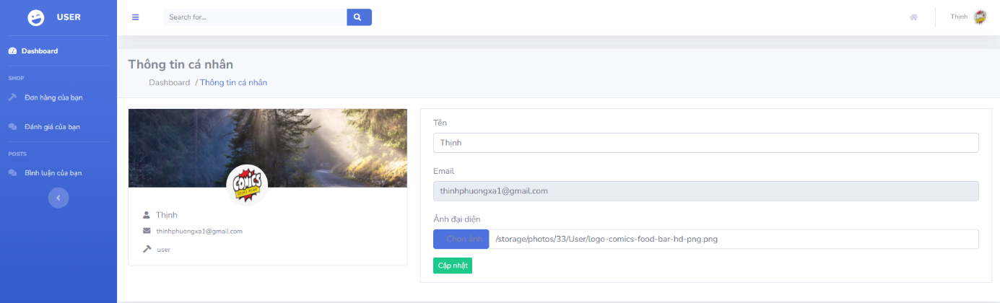 USER
Search for...
Thịnh
Dashboard
SHOP
Đơn hàng của bạn
Đánh giá của bạn
POSTS
Bình luận của bạn
Thông tin cá nhân
Dashboard / Thông tin cá nhân
COMICS
Thịnh
thinhphuongxa1@gmail.com
user
Tên
Thịnh
Email
thinhphuongxa1@gmail.com
Ảnh đại diện
Chọn ảnh /storage/photos/33/User/logo-comics-food-bar-hd-png.png
Cập nhật